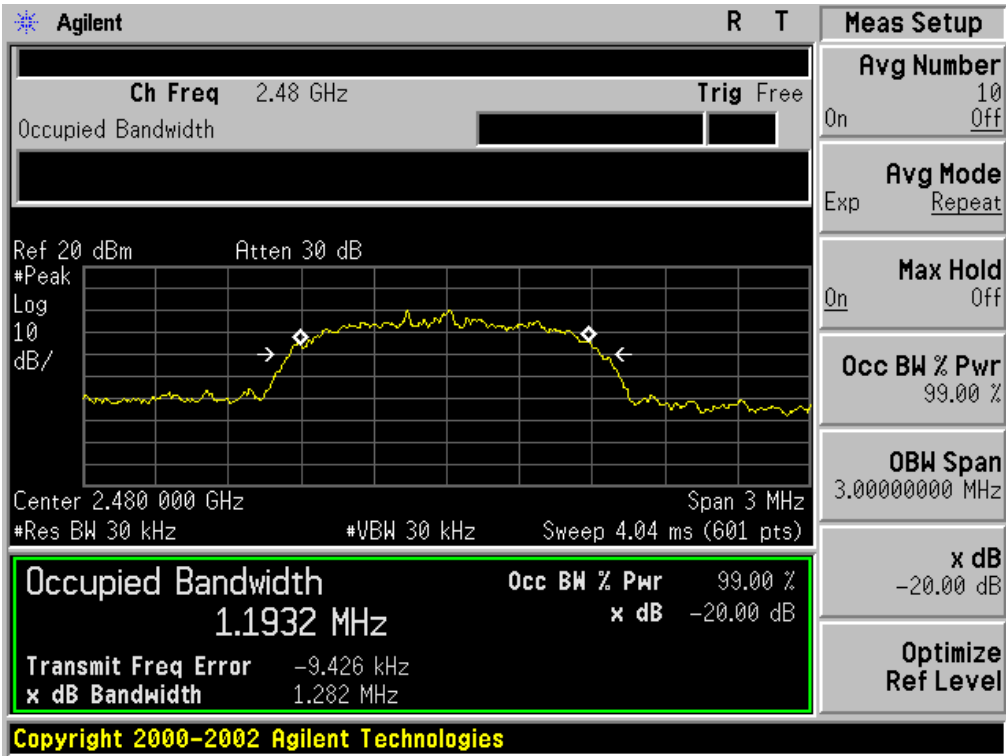 Agilent R T
Ch Freq 2.48 GHz Trig Free
Occupied Bandwidth
Ref 20 dBm Atten 30 dB
#Peak
Log
10
dB/
Center 2.480 000 GHz Span 3 MHz
#Res BW 30 kHz #VBW 30 kHz Sweep 4.04 ms (601 pts)
Occupied Bandwidth Occ BW % Pwr 99.00 %
1.1932 MHz x dB -20.00 dB
Transmit Freq Error -9.426 kHz
x dB Bandwidth 1.282 MHz
Copyright 2000-2002 Agilent Technologies
Meas Setup
Avg Number
10
On Off
Avg Mode
Exp Repeat
Max Hold
On Off
Occ BW % Pwr
99.00 %
OBW Span
3.00000000 MHz
x dB
-20.00 dB
Optimize
Ref Level